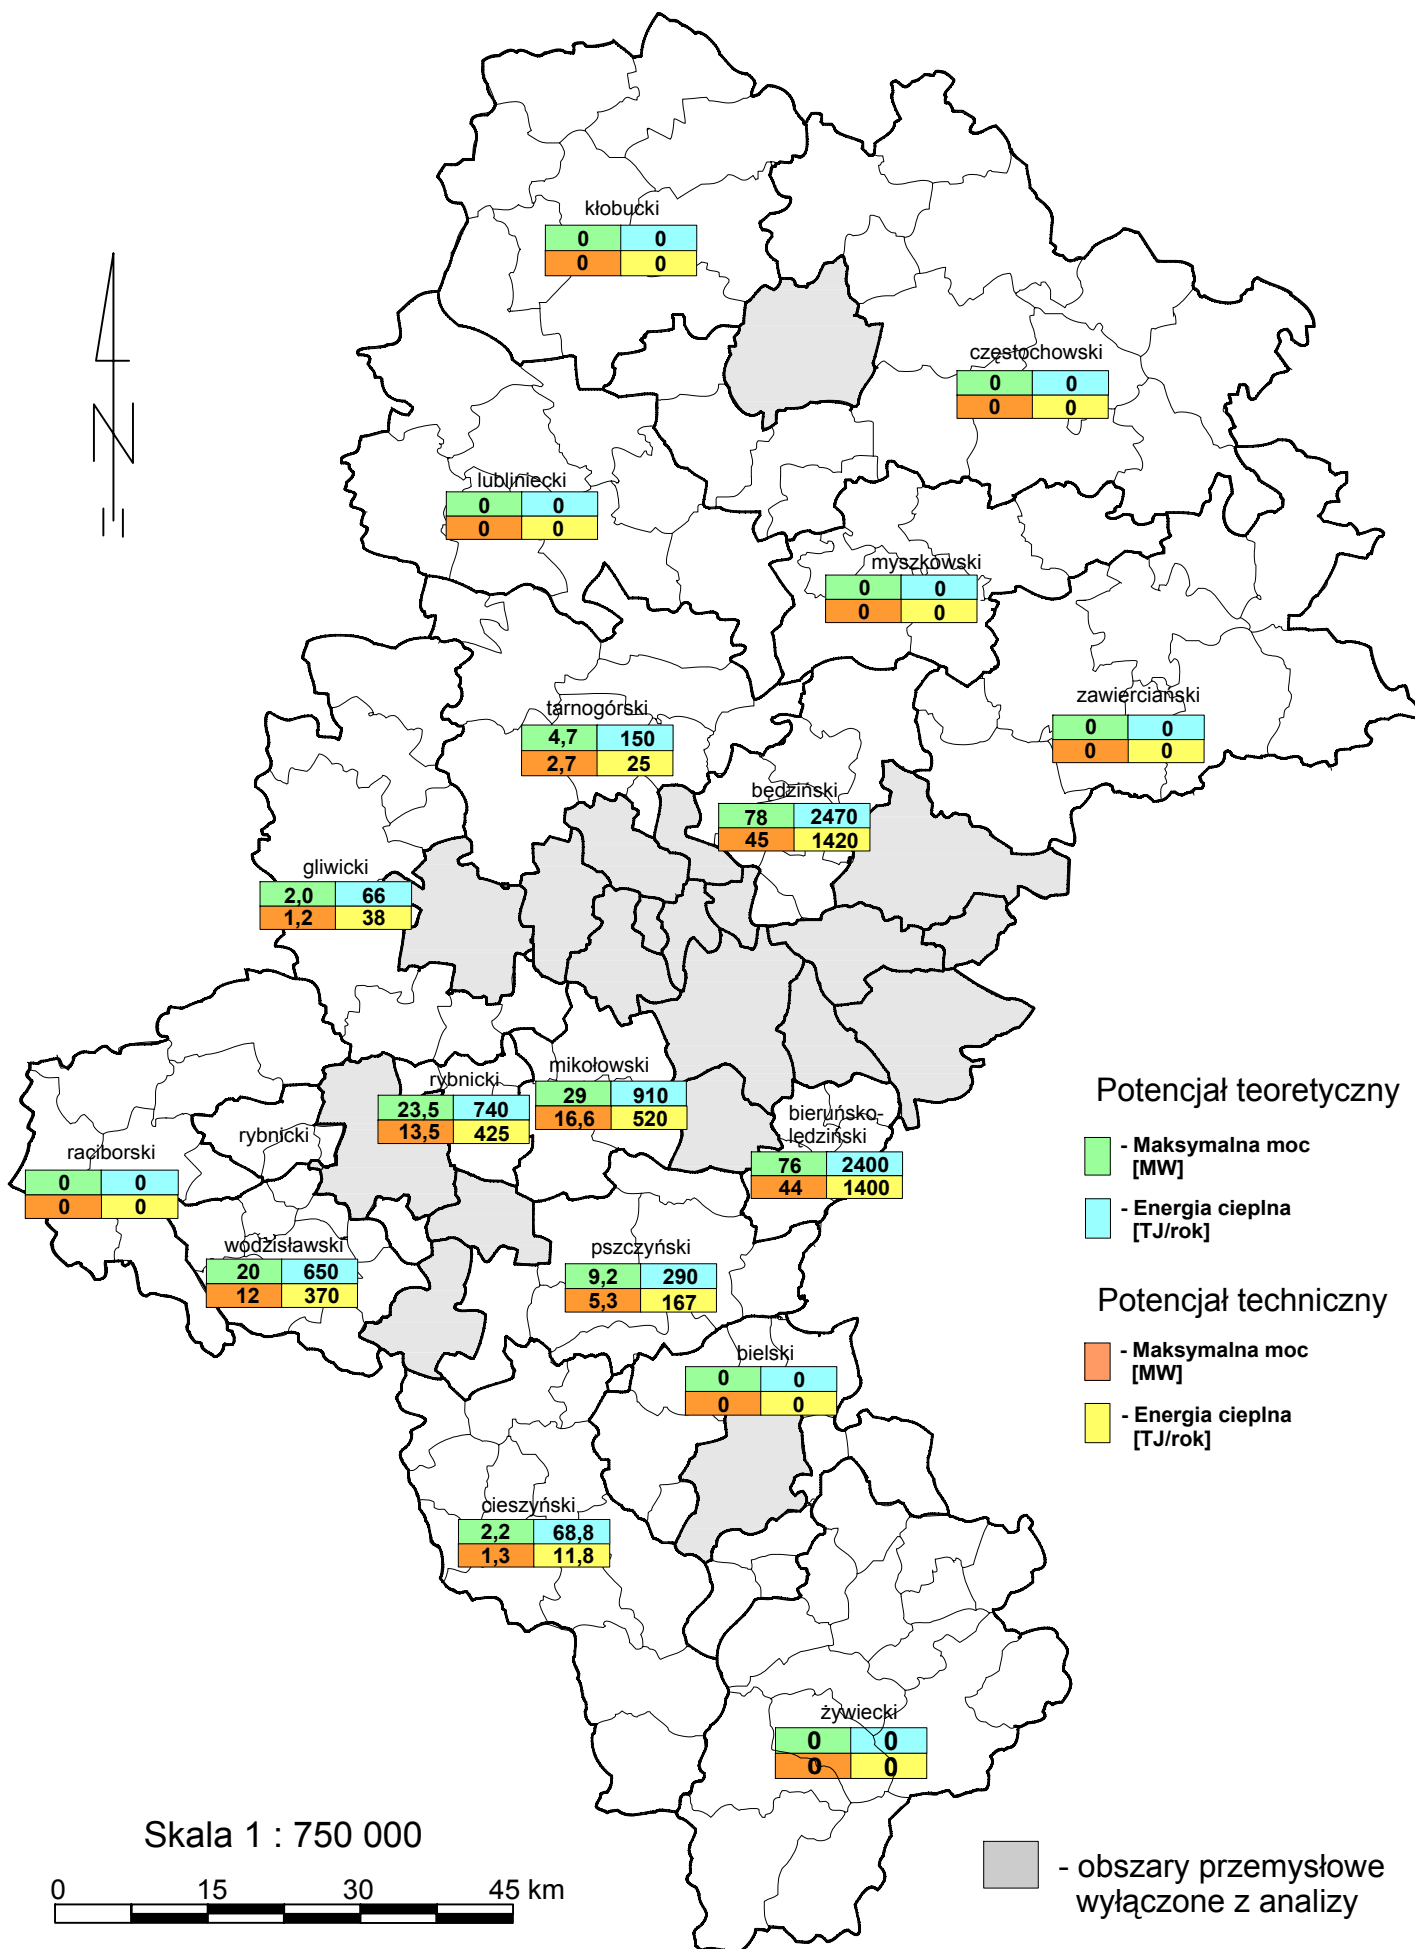 kłobucki
0 0
0 0
częstochowski
0 0
0 0
lubliniecki
0 0
0 0
myszkowski
0 0
0 0
zawierciański
0 0
0 0
tarnogórski
4,7 150
2,7 25
będziński
78 2470
45 1420
gliwicki
2,0 66
1,2 38
mikołowski
29 910
16,6 520
rybnicki
23,5 740
13,5 425
rybnicki
bieruńsko-
lędziński
76 2400
44 1400
raciborski
0 0
0 0
wodzisławski
20 650
12 370
pszczyński
9,2 290
5,3 167
bielski
0 0
0 0
cieszyński
2,2 68,8
1,3 11,8
żywiecki
0 0
0 0
N
Potencjał teoretyczny
- Maksymalna moc
[MW]
- Energia cieplna
[TJ/rok]
Potencjał techniczny
- Maksymalna moc
[MW]
- Energia cieplna
[TJ/rok]
Skala 1 : 750 000
0 15 30 45 km
- obszary przemysłowe
wyłączone z analizy